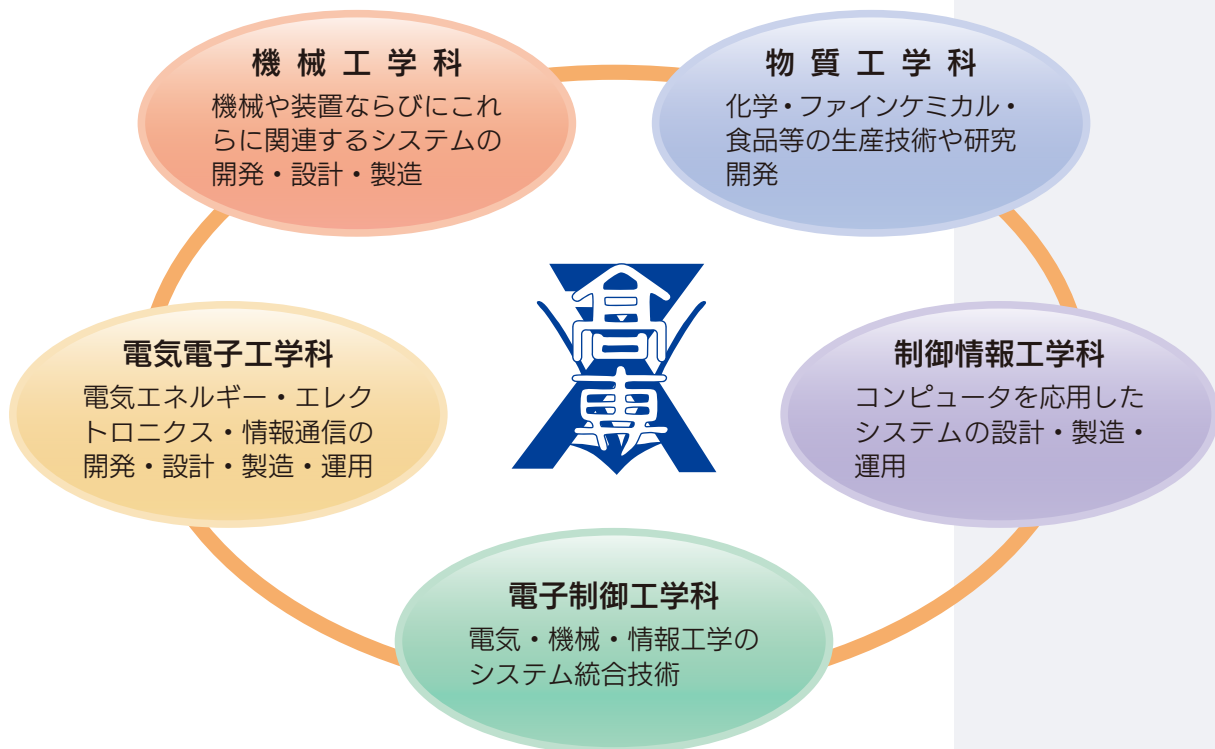 機械工学科
機械や装置ならびにこれ
らに関連するシステムの
開発・設計・製造
物質工学科
化学・ファインケミカル・
食品等の生産技術や研究
開発
高専
電気電子工学科
電気エネルギー・エレク
トロニクス・情報通信の
開発・設計・製造・運用
制御情報工学科
コンピュータを応用した
システムの設計・製造・
運用
電子制御工学科
電気・機械・情報工学の
システム統合技術